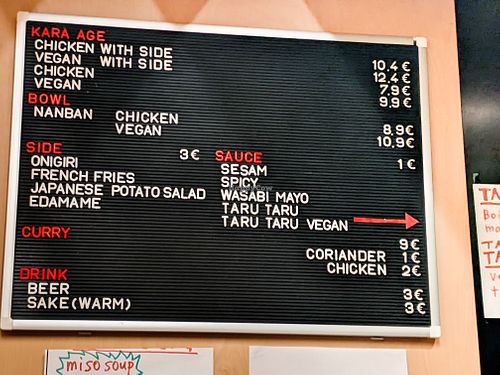 KARA AGE
CHICKEN WITH SIDE 10.4€
VEGAN WITH SIDE 12.4€
CHICKEN 7.9€
VEGAN 9.9€
BOWL
NANBAN CHICKEN 8.9€
VEGAN 10.9€
SIDE 3€
ONIGIRI
FRENCH FRIES
JAPANESE POTATO SALAD
EDAMAME
SAUCE 1€
SESAM
SPICY
WASABI MAYO
TARU TARU
TARU TARU VEGAN
CURRY 9€
CORIANDER 1€
CHICKEN 2€
DRINK
BEER 3€
SAKE(WARM) 3€
miso soup